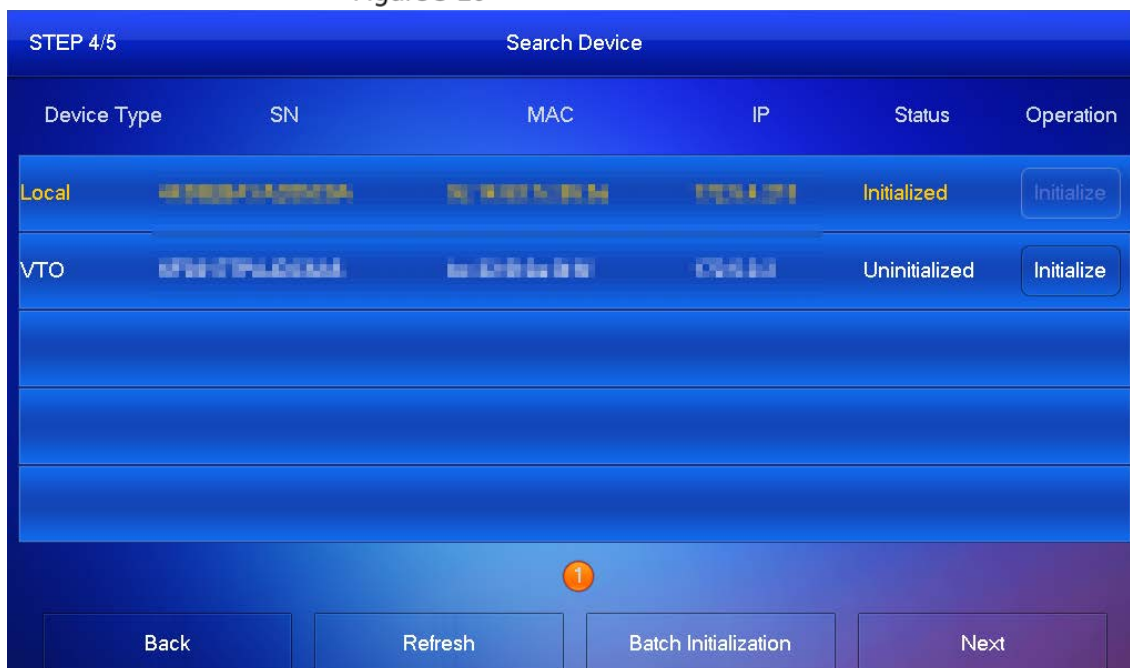 STEP 4/5 Search Device
Device Type SN MAC IP Status Operation
Local Initialized Initialize
VTO Uninitialized Initialize
1
Back Refresh Batch Initialization Next